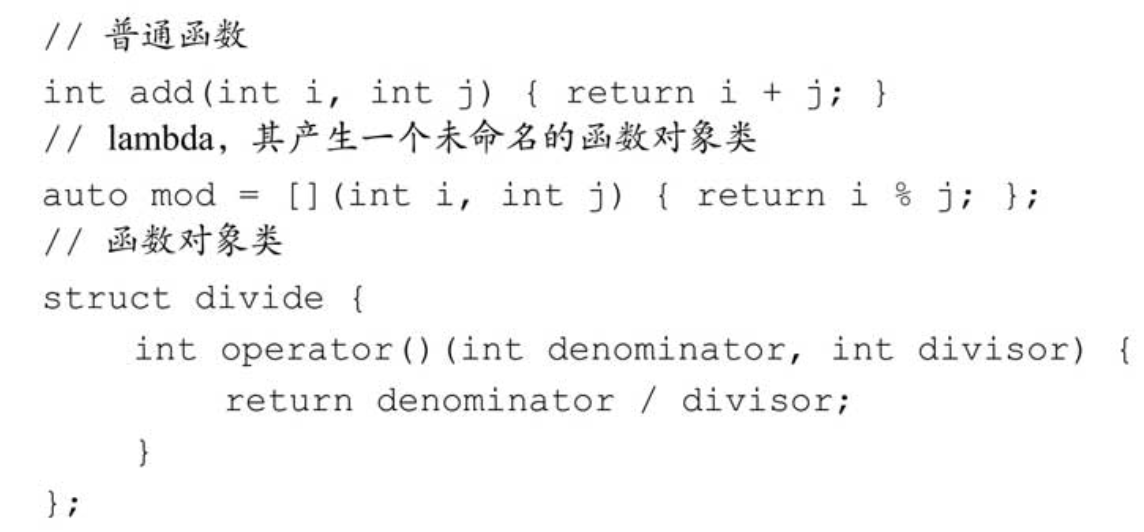 // 普通函数
int add(int i, int j) { return i + j; }
// lambda，其产生一个未命名的函数对象类
auto mod = [](int i, int j) { return i % j; };
// 函数对象类
struct divide {
    int operator()(int denominator, int divisor) {
        return denominator / divisor;
    }
};